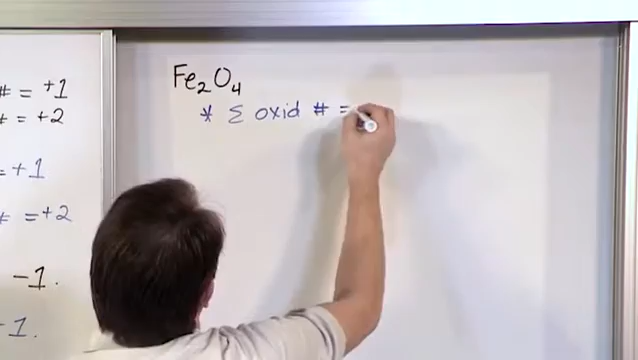 # = +1
# = +2
= +1
# = +2
-1.
-1.
Fe₂O₄
* Σ oxid # =